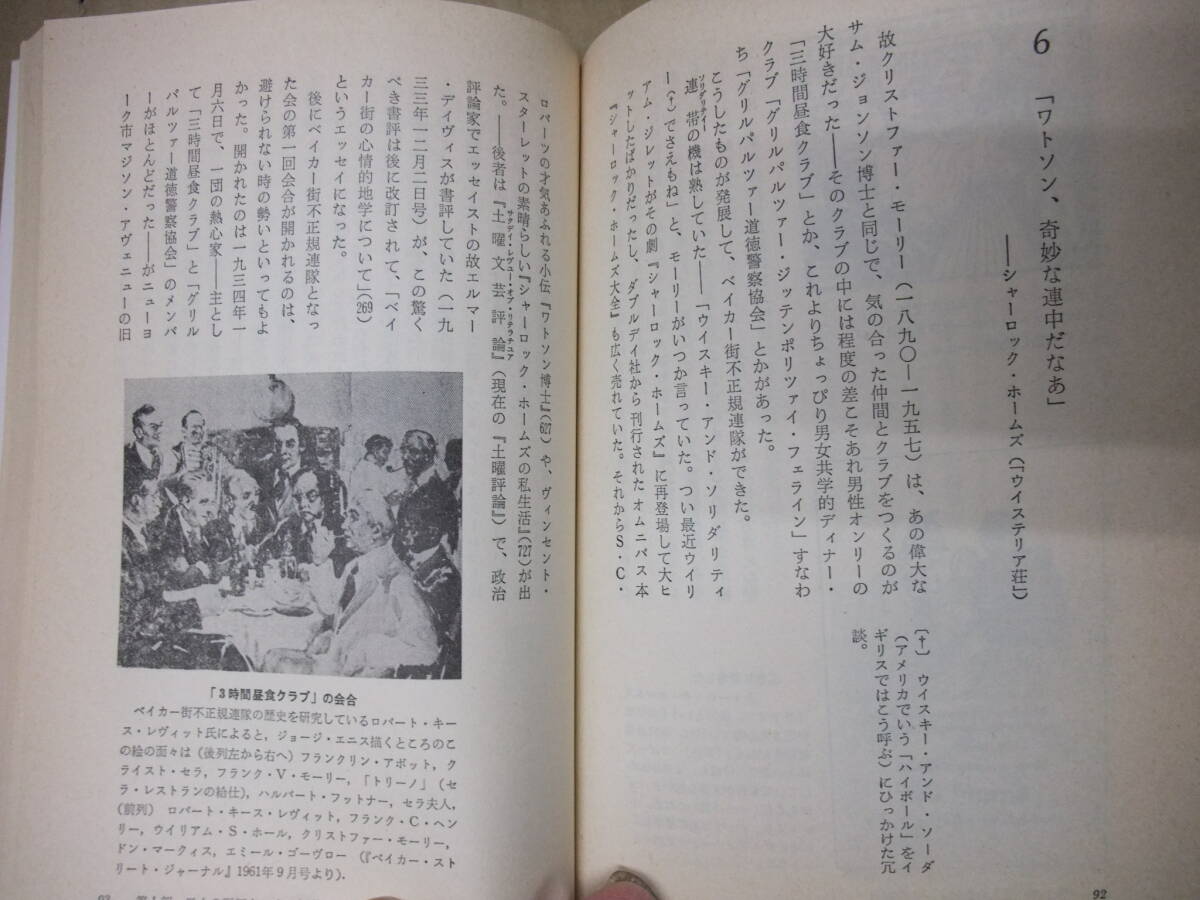 6 「ワトソン、奇妙な連中だなあ」
――シャーロック・ホームズ(「ウイステリア荘」)
故クリストファー・モーリー(一八九〇―一九五七)は、あの偉大な
サム・ジョンソン博士と同じで、気の合った仲間とクラブをつくるのが
大好きだった――そのクラブの中には程度の差こそあれ男性オンリーの
「三時間昼食クラブ」とか、これよりちょっぴり男女共学的ディナー・
クラブ「グリルパルツァー・ジッテンポリツァイ・フェライン」すなわ
ち「グリルパルツァー道徳警察協会」とかがあった。
こうしたものが発展して、ベイカー街不正規連隊ができた。
連帯の機は熟していた――「ウイスキー・アンド・ソリダリティ
ソリダリティー
ー(†)でさえもね」と、モーリーがいつか言っていた。つい最近ウイリ
アム・ジレットがその劇『シャーロック・ホームズ』に再登場して大ヒ
ットしたばかりだったし、ダブルデイ社から刊行されたオムニバス本
『シャーロック・ホームズ大全』も広く売れていた。それからS・C・
〔†〕 ウイスキー・アンド・ソーダ
(アメリカでいう「ハイボール」をイ
ギリスではこう呼ぶ)にひっかけた冗
談。
92
ロバーツの才気あふれる小伝『ワトソン博士』(627)や、ヴィンセント・
スターレットの素晴らしい『シャーロック・ホームズの私生活』(727)が出
た。――後者は『土曜文芸評論』(現在の『土曜評論』)で、政治
サタデイ・レヴュー・オブ・リテラチュア
評論家でエッセイストの故エルマー
・デイヴィスが書評していた(一九
三三年一二月二日号)が、この驚く
べき書評は後に改訂されて、「ベイ
カー街の心情的地学について」(269)
というエッセイになった。
後にベイカー街不正規連隊となっ
た会の第一回会合が開かれるのは、
避けられない時の勢いといってもよ
かった。開かれたのは一九三四年一
月六日で、一団の熱心家――主とし
て「三時間昼食クラブ」と「グリル
パルツァー道徳警察協会」のメンバ
ーがほとんどだった――がニューヨ
ーク市マジソン・アヴェニューの旧
「3時間昼食クラブ」の会合
ベイカー街不正規連隊の歴史を研究しているロバート・キー
ス・レヴィット氏によると、ジョージ・エニス描くところのこ
の絵の面々は(後列左から右へ)フランクリン・アボット, ク
ライスト・セラ, フランク・V・モーリー, 「トリーノ」(セ
ラ・レストランの給仕), ハルバート・フットナー, セラ夫人,
(前列) ロバート・キース・レヴィット, フランク・C・ヘン
リー, ウイリアム・S・ホール, クリストファー・モーリー,
ドン・マークィス, エミール・ゴーヴロー (『ベイカー・スト
リート・ジャーナル』1961年9月号より).
93